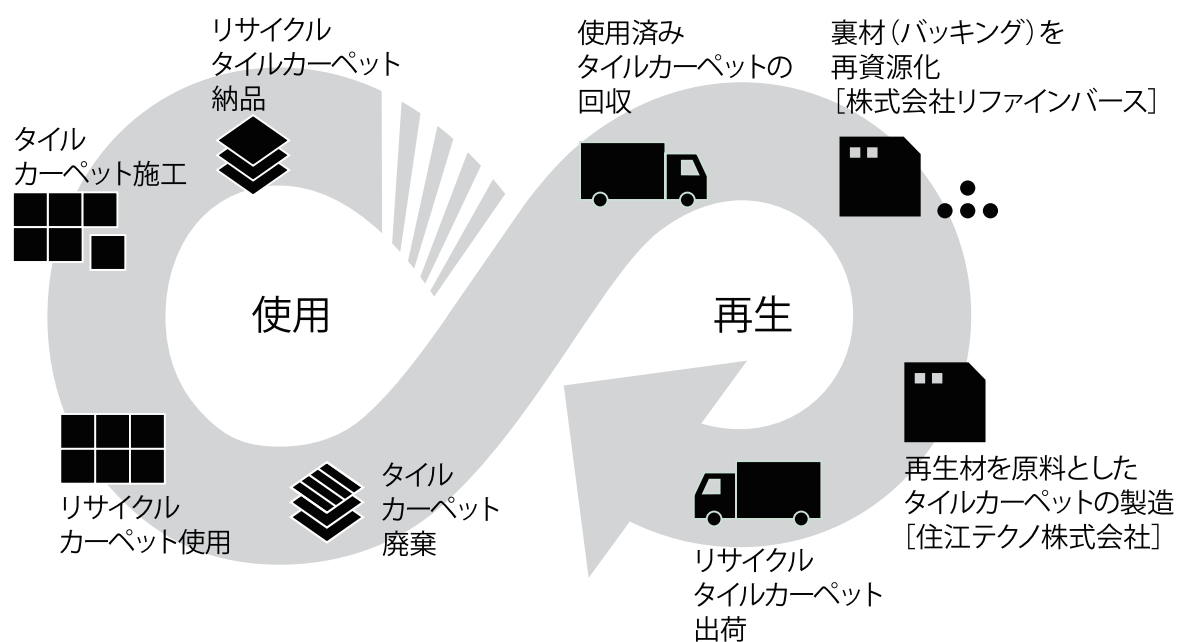 リサイクル
タイルカーペット
納品
タイル
カーペット施工
使用
リサイクル
カーペット使用
タイル
カーペット
廃棄
使用済み
タイルカーペットの
回収
裏材（バッキング）を
再資源化
［株式会社リファインバース］
再生
再生材を原料とした
タイルカーペットの製造
［住江テクノ株式会社］
リサイクル
タイルカーペット
出荷